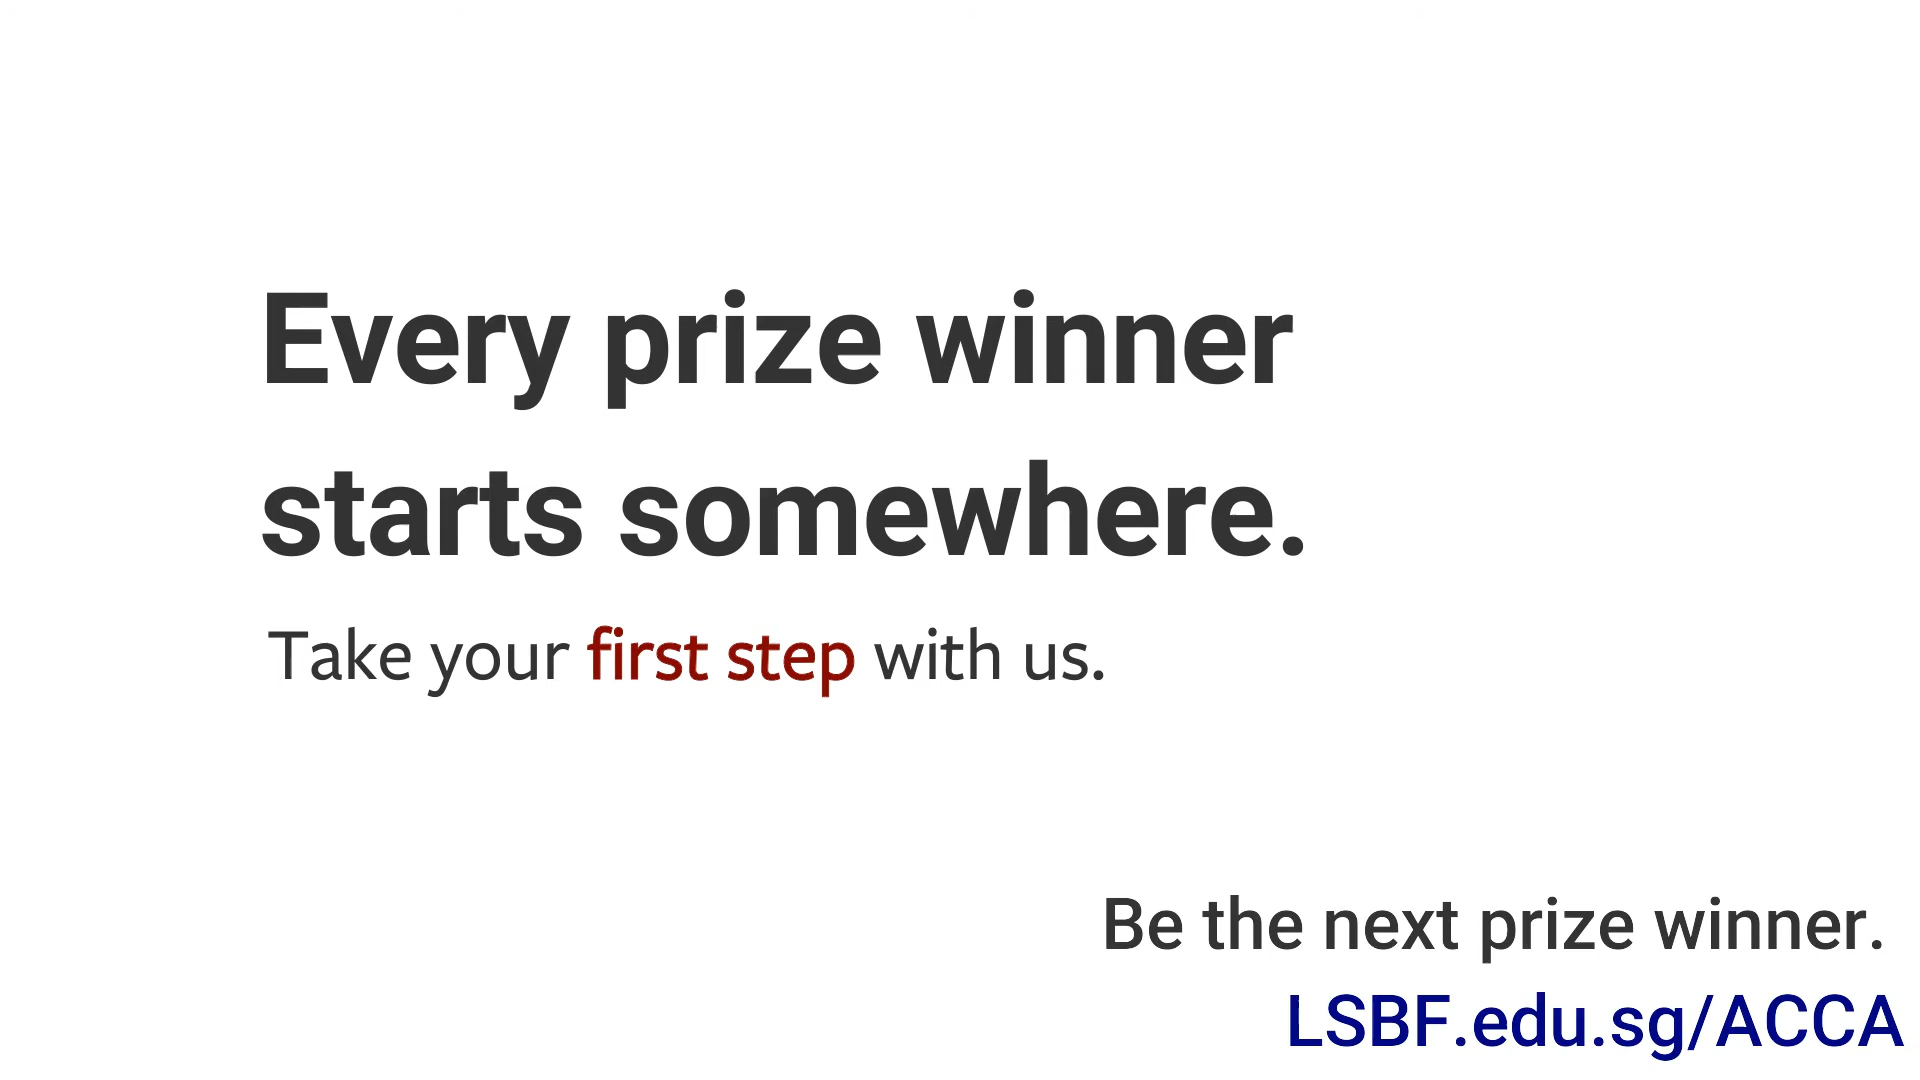 Every prize winner
starts somewhere.
Take your first step with us.
Be the next prize winner.
LSBF.edu.sg/ACCA